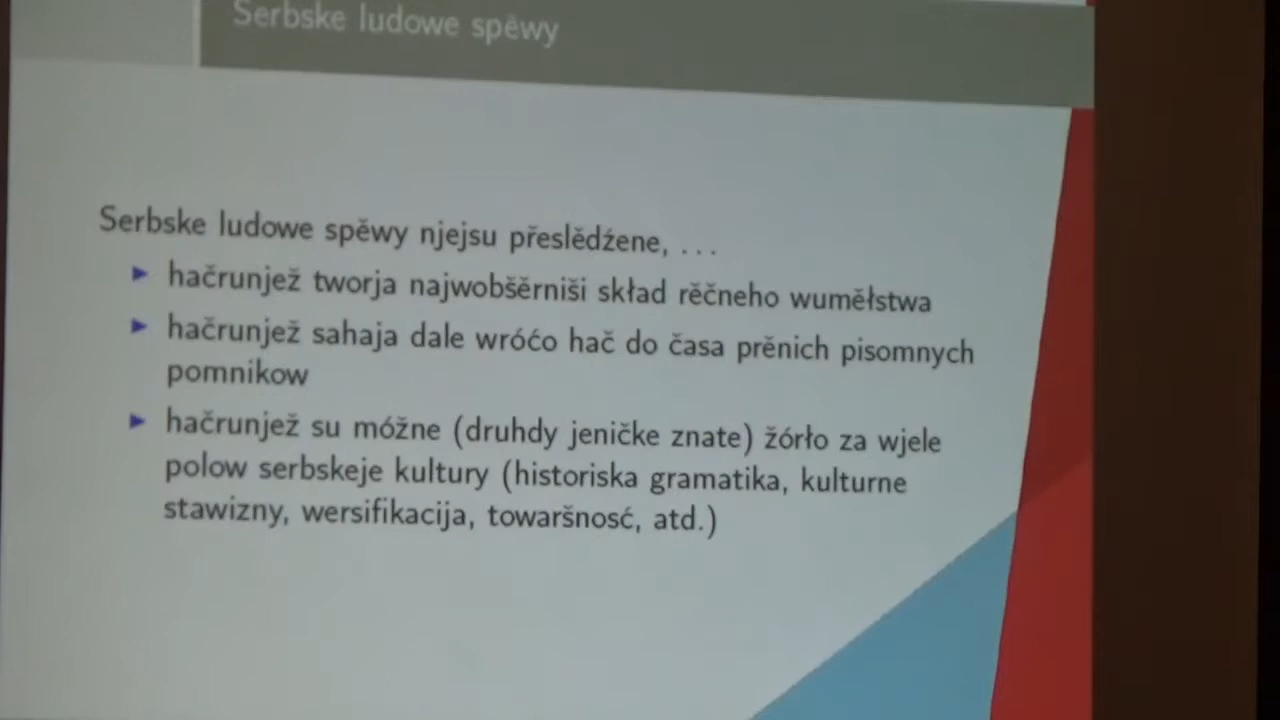 Serbske ludowe spěwy
Serbske ludowe spěwy njejsu přeslědźene, ...
▶ hačrunjež tworja najwobšěrniši skład rěčneho wuměłstwa
▶ hačrunjež sahaja dale wróćo hač do časa prěnich pisomnych
pomnikow
▶ hačrunjež su móžne (druhdy jeničke znate) žórło za wjele
polow serbskeje kultury (historiska gramatika, kulturne
stawizny, wersifikacija, towaršnosć, atd.)